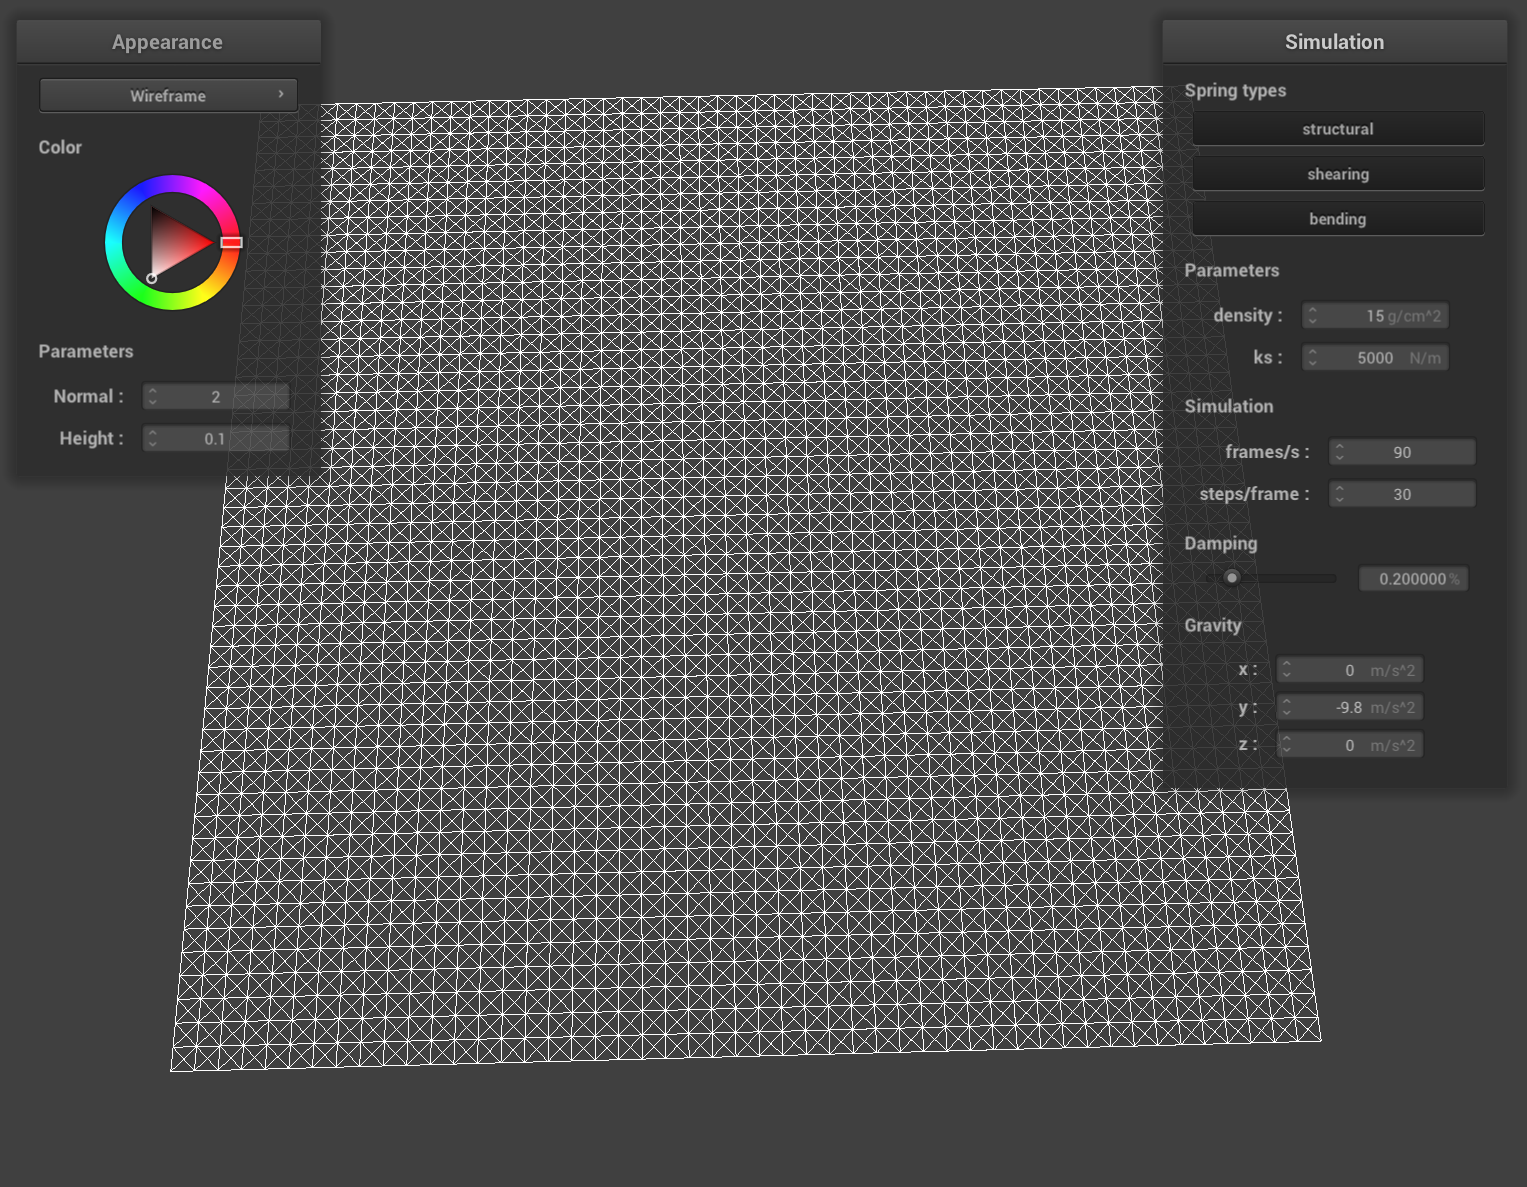 Appearance
Wireframe
Color
Parameters
Normal : 2
Height : 0.1
Simulation
Spring types
structural
shearing
bending
Parameters
density : 15 g/cm^2
ks : 5000 N/m
Simulation
frames/s : 90
steps/frame : 30
Damping
0.200000 %
Gravity
x : 0 m/s^2
y : -9.8 m/s^2
z : 0 m/s^2